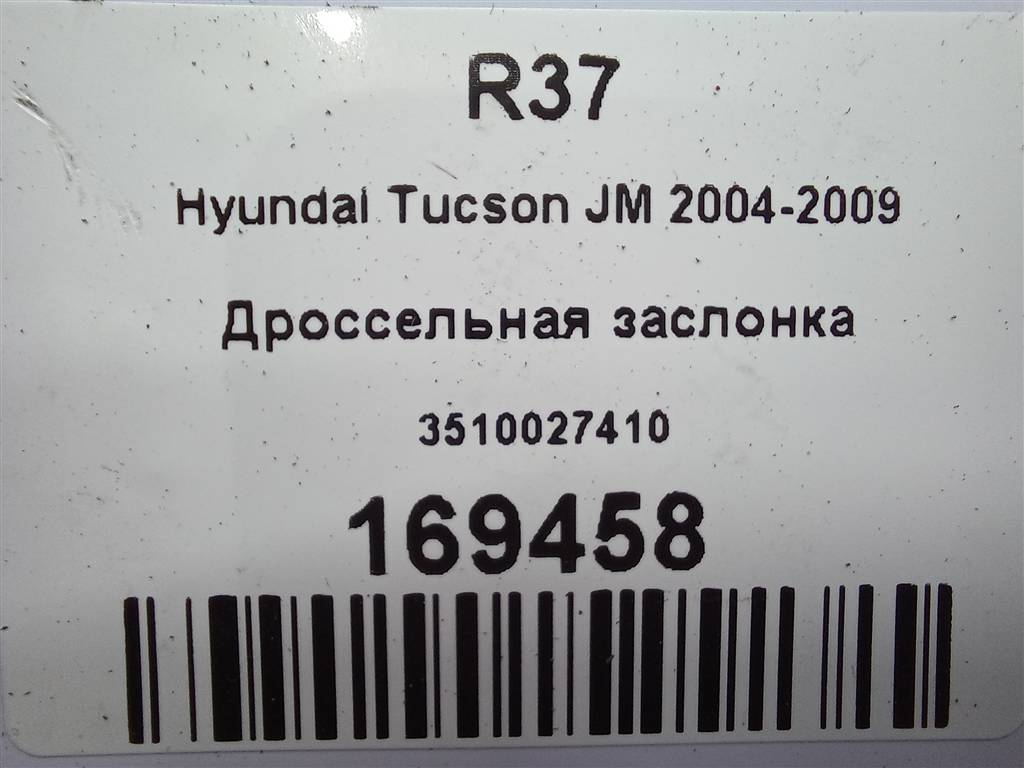 R37
Hyundai Tucson JM 2004-2009
Дроссельная заслонка
3510027410
169458